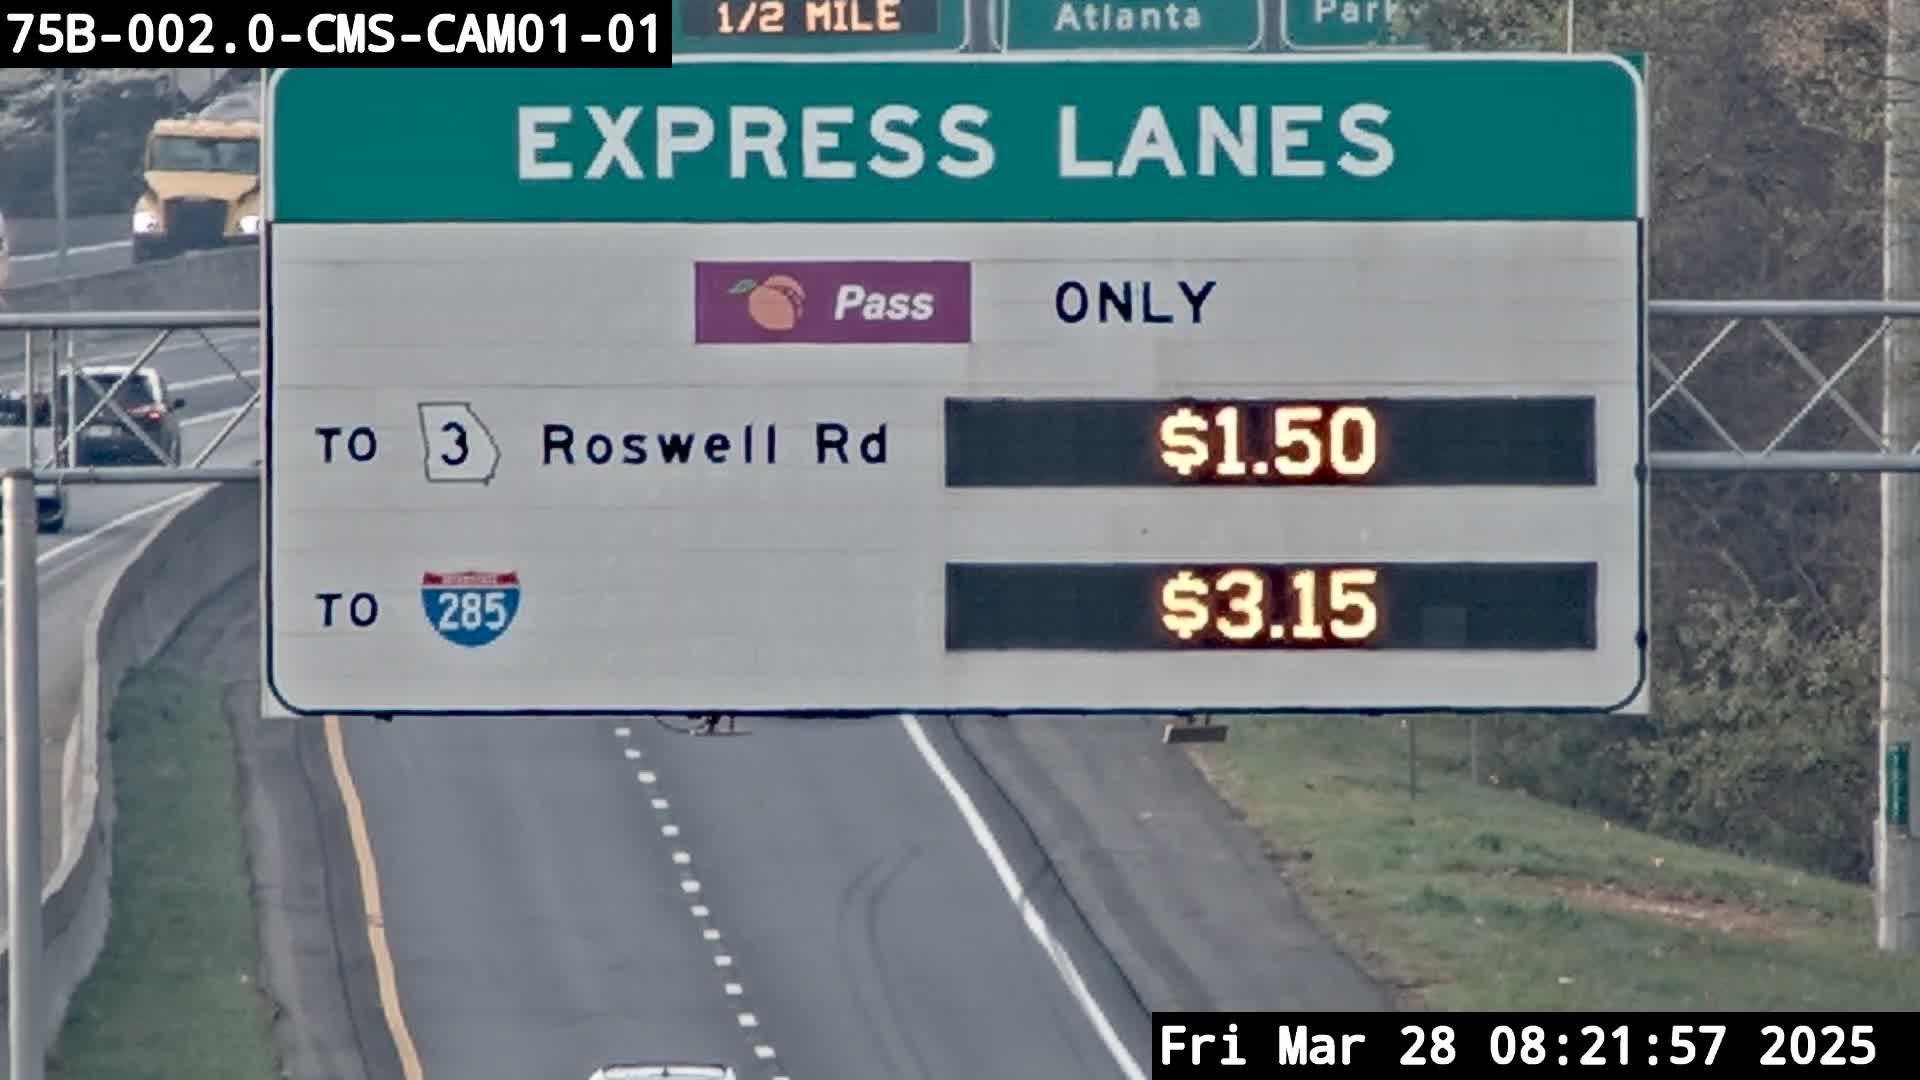 75B-002.0-CMS-CAM01-01
1/2 MILE
Atlanta
EXPRESS LANES
Pass ONLY
TO 3 Roswell Rd $1.50
TO 285 $3.15
Fri Mar 28 08:21:57 2025